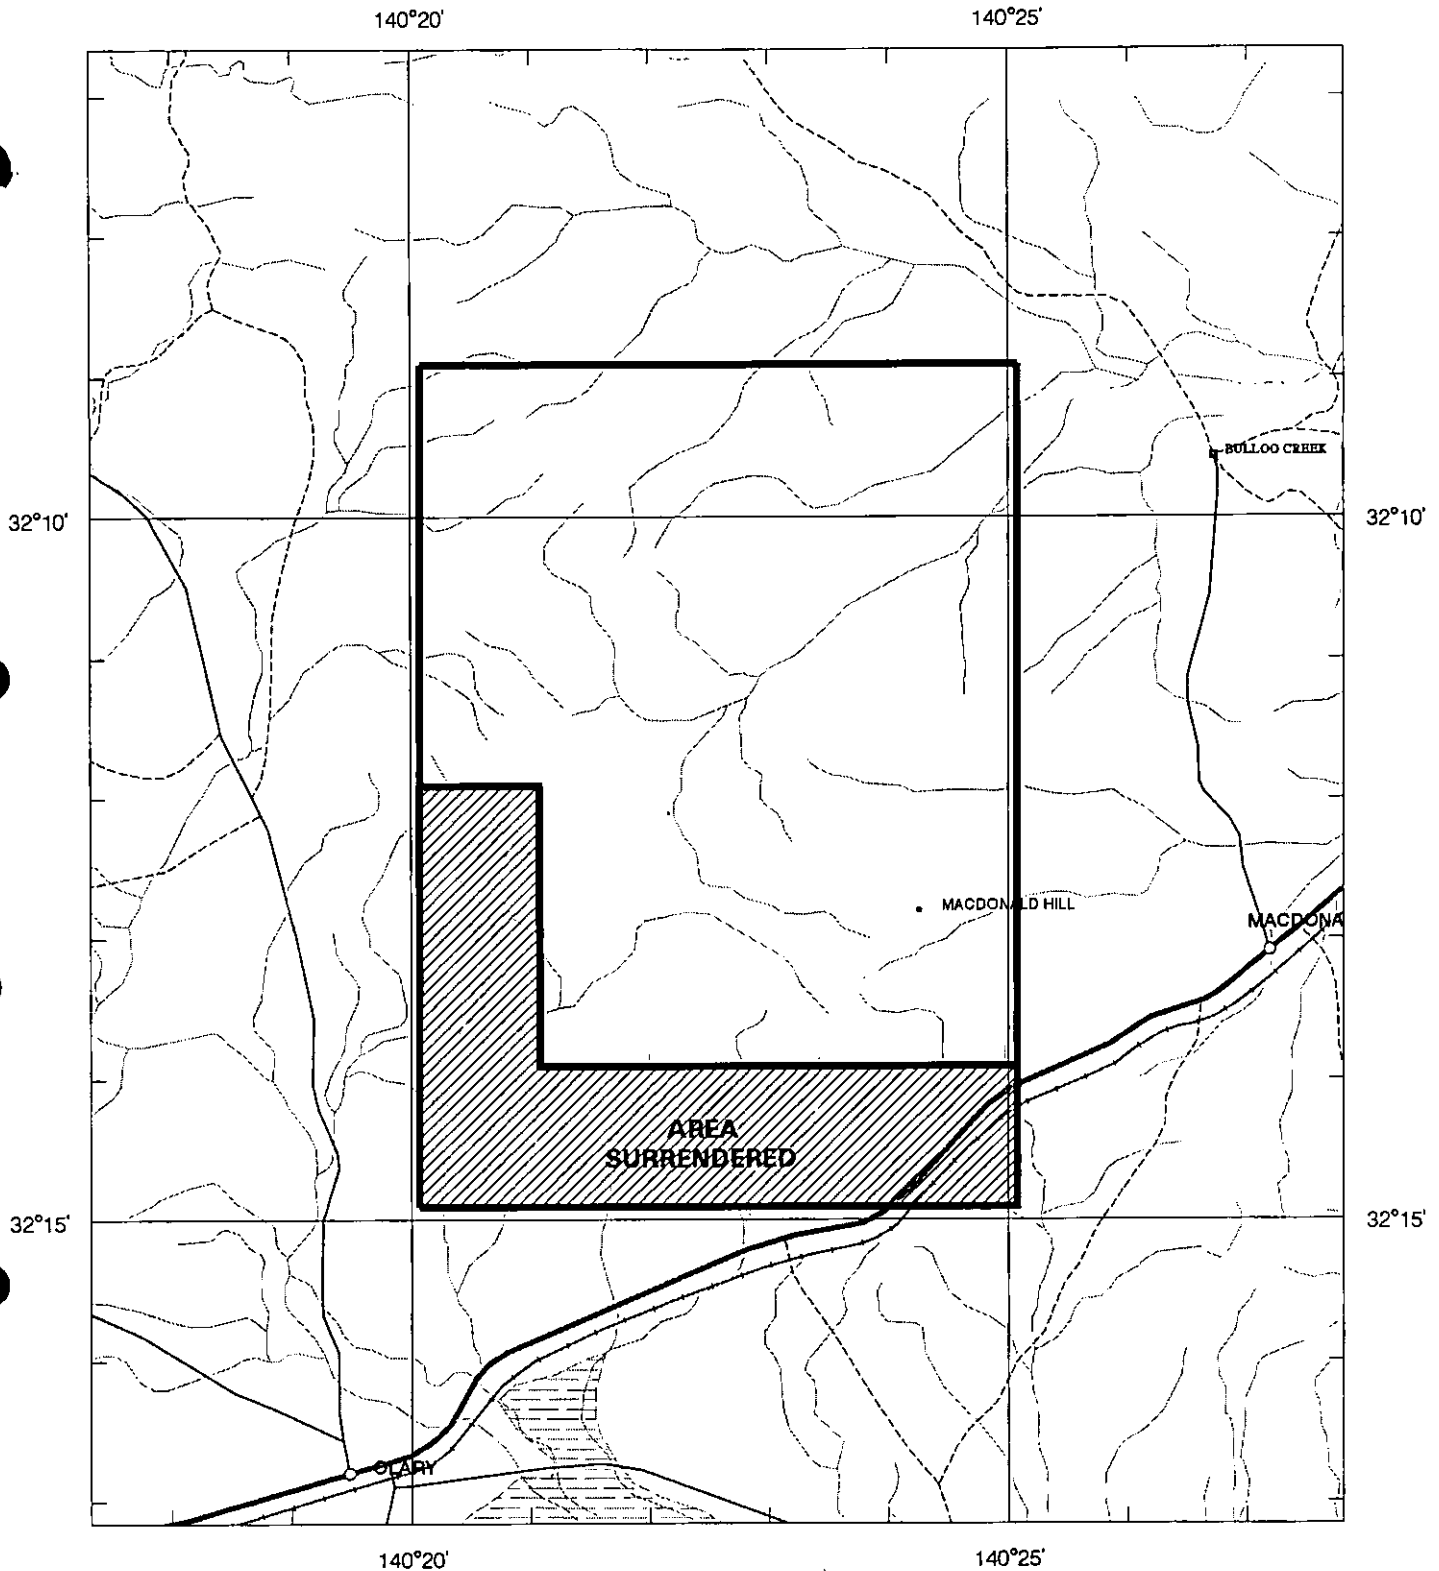 140°20'
140°25'
BULLOO CREEK
32°10'
32°10'
MACDONALD HILL
MACDONA
AREA
SURRENDERED
32°15'
32°15'
OLARY
140°20'
140°25'